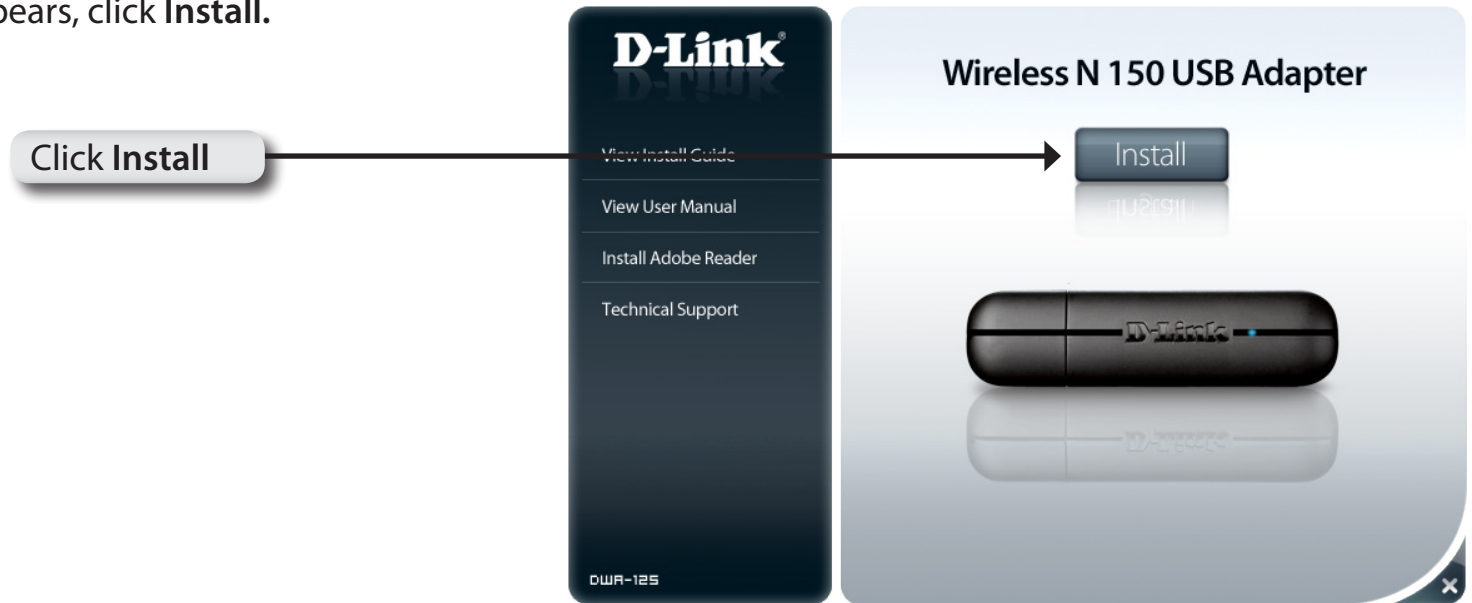 pears, click Install.
D-Link®
Wireless N 150 USB Adapter
Click Install
View Install Guide
Install
View User Manual
Install Adobe Reader
Technical Support
D-Link
DWA-125